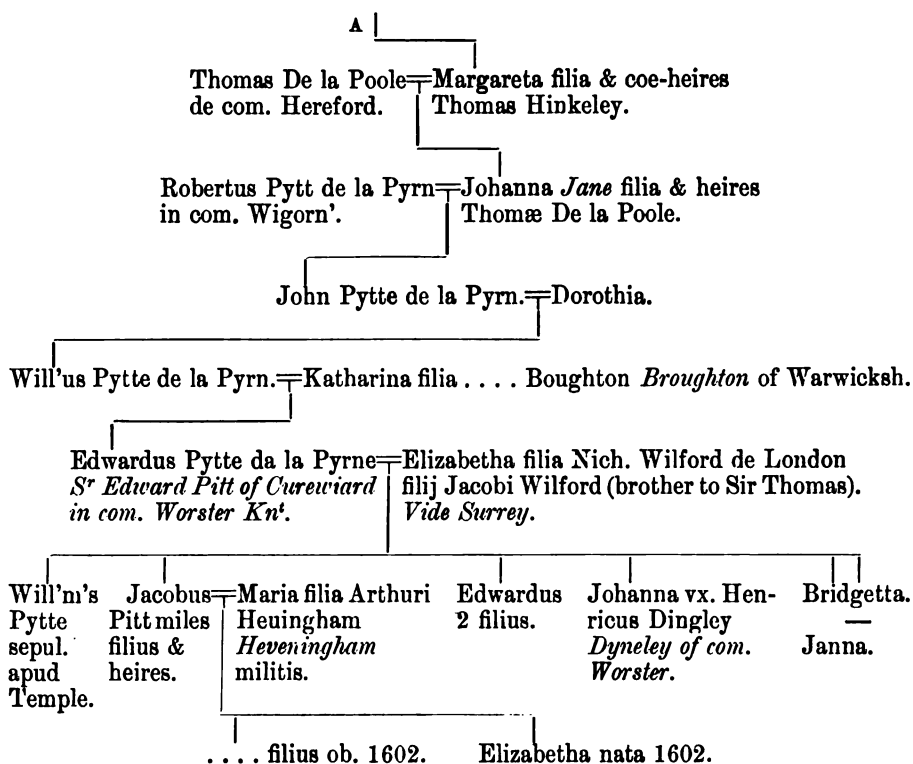 A
Thomas De la Poole=Margareta filia & coe-heires
de com. Hereford. Thomas Hinkeley.
Robertus Pytt de la Pyrn=Johanna Jane filia & heires
in com. Wigorn'. Thomæ De la Poole.
John Pytte de la Pyrn.=Dorothia.
Will'us Pytte de la Pyrn.=Katharina filia . . . . Boughton Broughton of Warwicksh.
Edwardus Pytte da la Pyrne=Elizabetha filia Nich. Wilford de London
Sr Edward Pitt of Curewiard filij Jacobi Wilford (brother to Sir Thomas).
in com. Worster Knt. Vide Surrey.
Will'm's
Pytte
sepul.
apud
Temple.
Jacobus=
Pitt miles
filius &
heires.
Maria filia Arthuri
Heuingham
Heveningham
militis.
Edwardus
2 filius.
Johanna vx. Hen-
ricus Dingley
Dyneley of com.
Worster.
Bridgetta.
—
Janna.
. . . . filius ob. 1602. Elizabetha nata 1602.